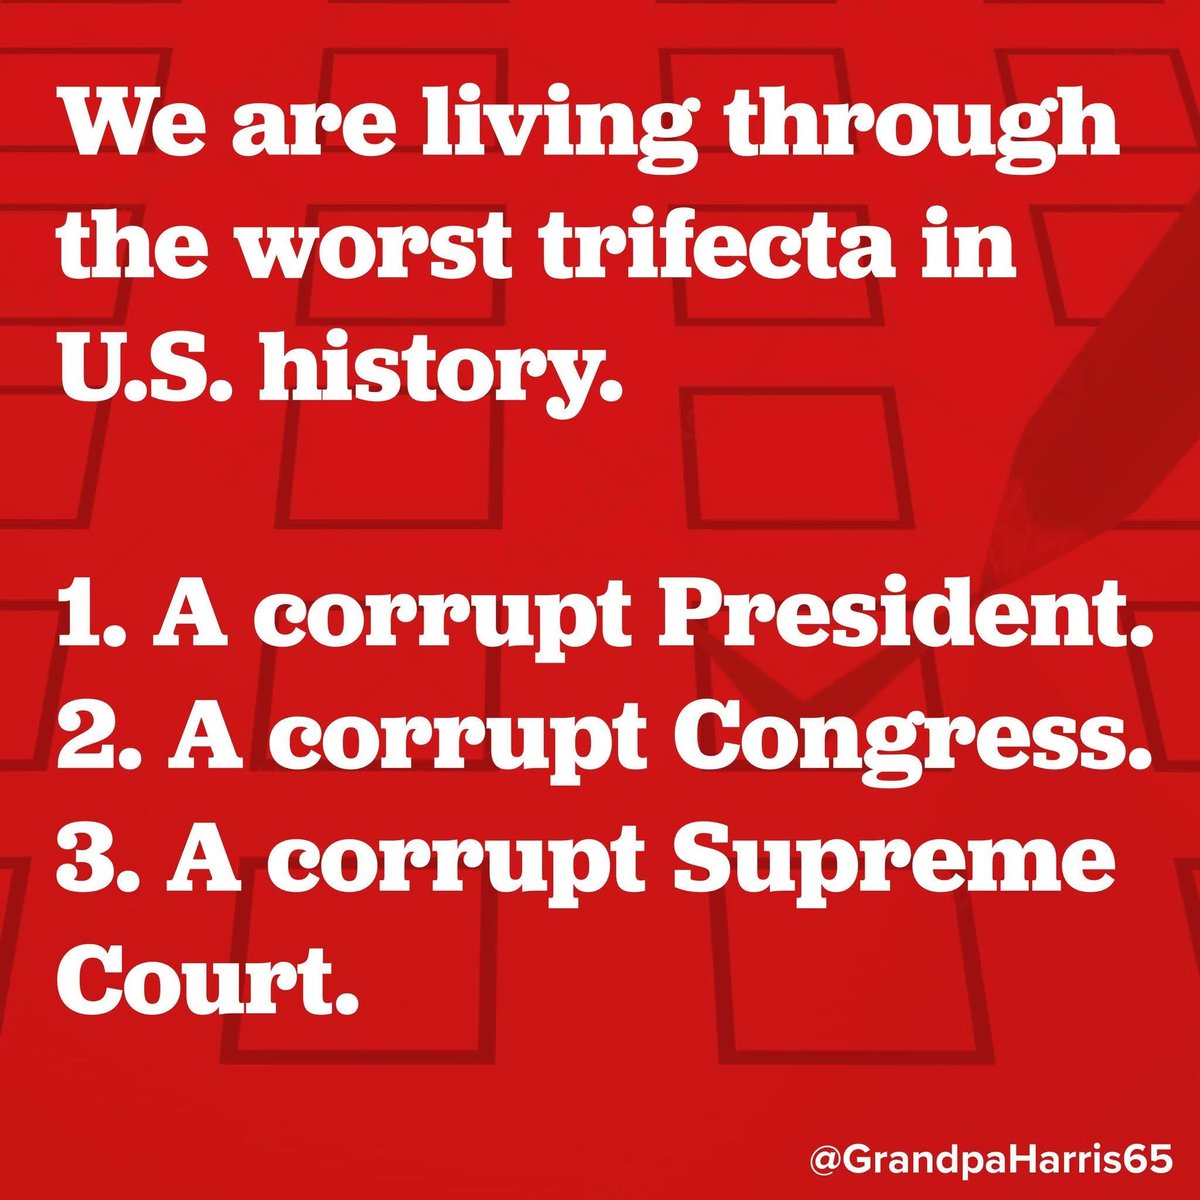 We are living through
the worst trifecta in
U.S. history.
1. A corrupt President.
2. A corrupt Congress.
3. A corrupt Supreme
Court.
@GrandpaHarris65